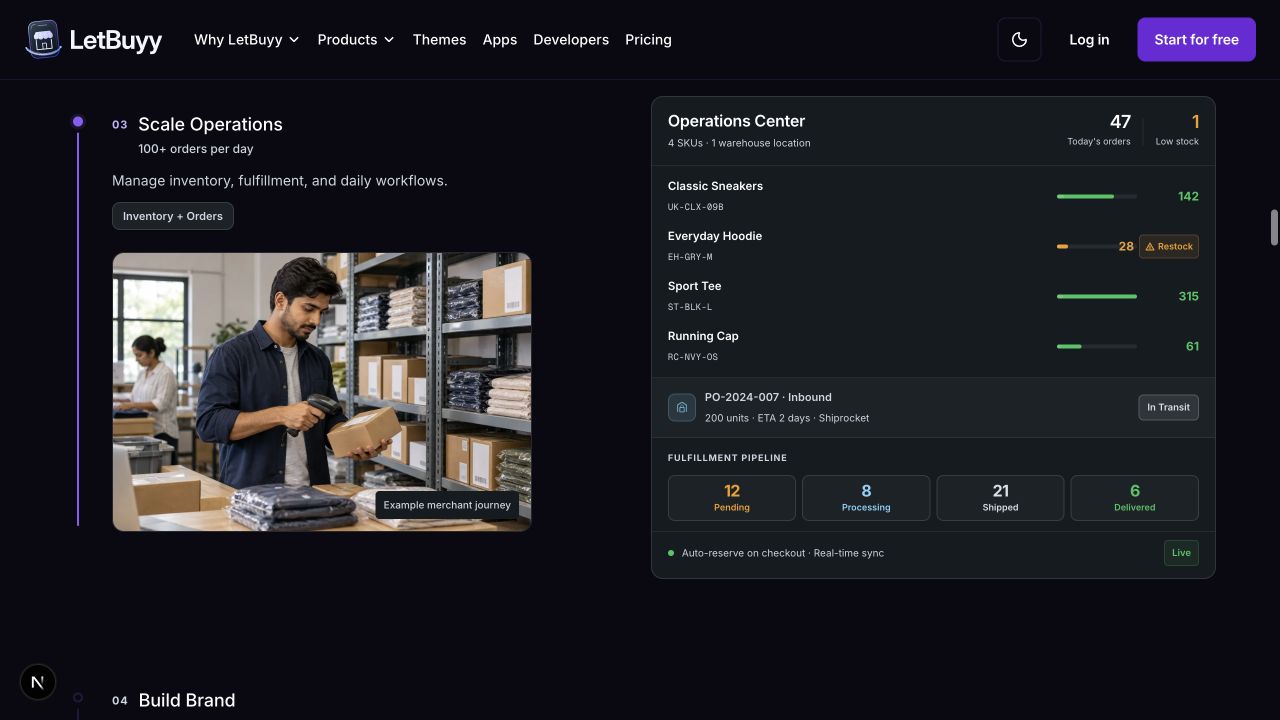 LetBuyy
Why LetBuyy
Products
Themes
Apps
Developers
Pricing
Log in
Start for free
03 Scale Operations
100+ orders per day
Manage inventory, fulfillment, and daily workflows.
Inventory + Orders
Example merchant journey
Operations Center
4 SKUs · 1 warehouse location
47
Today's orders
1
Low stock
Classic Sneakers
UK-CLX-09B
142
Everyday Hoodie
EH-GRY-M
28
Restock
Sport Tee
ST-BLK-L
315
Running Cap
RC-NVY-OS
61
PO-2024-007 · Inbound
200 units · ETA 2 days · Shiprocket
In Transit
FULFILLMENT PIPELINE
12
Pending
8
Processing
21
Shipped
6
Delivered
Auto-reserve on checkout · Real-time sync
Live
N
04 Build Brand